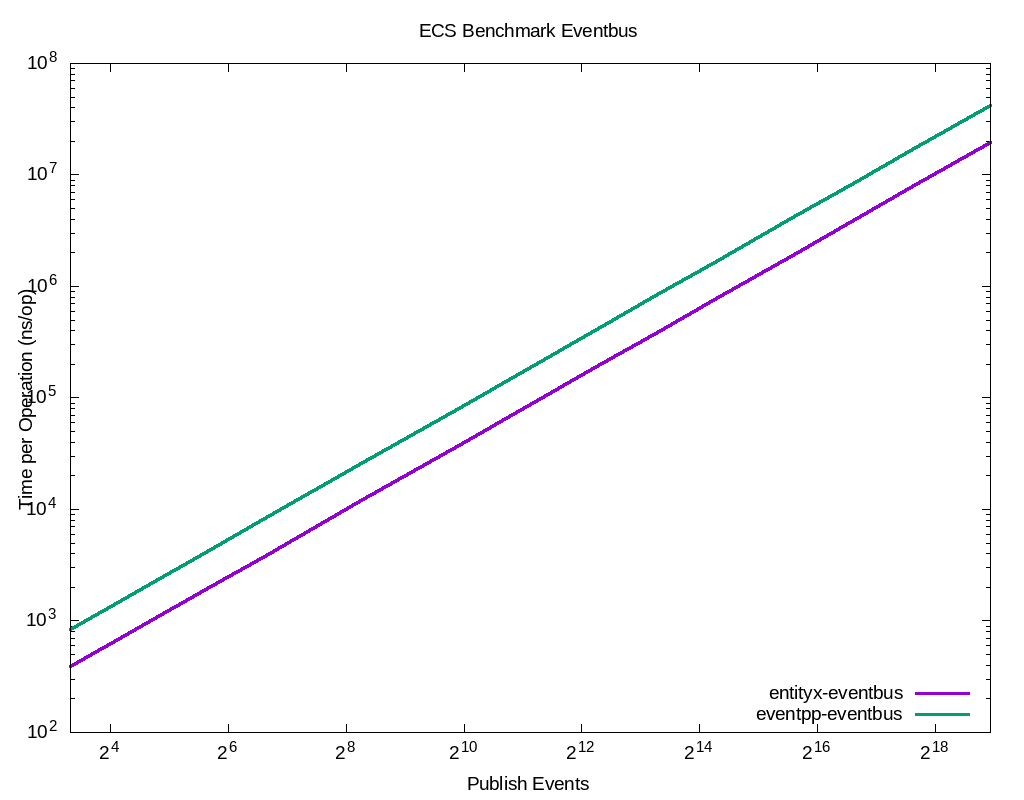 ECS Benchmark Eventbus
10^8
10^7
10^6
10^5
10^4
10^3
10^2
Time per Operation (ns/op)
entityx-eventbus
eventpp-eventbus
2^4 2^6 2^8 2^10 2^12 2^14 2^16 2^18
Publish Events